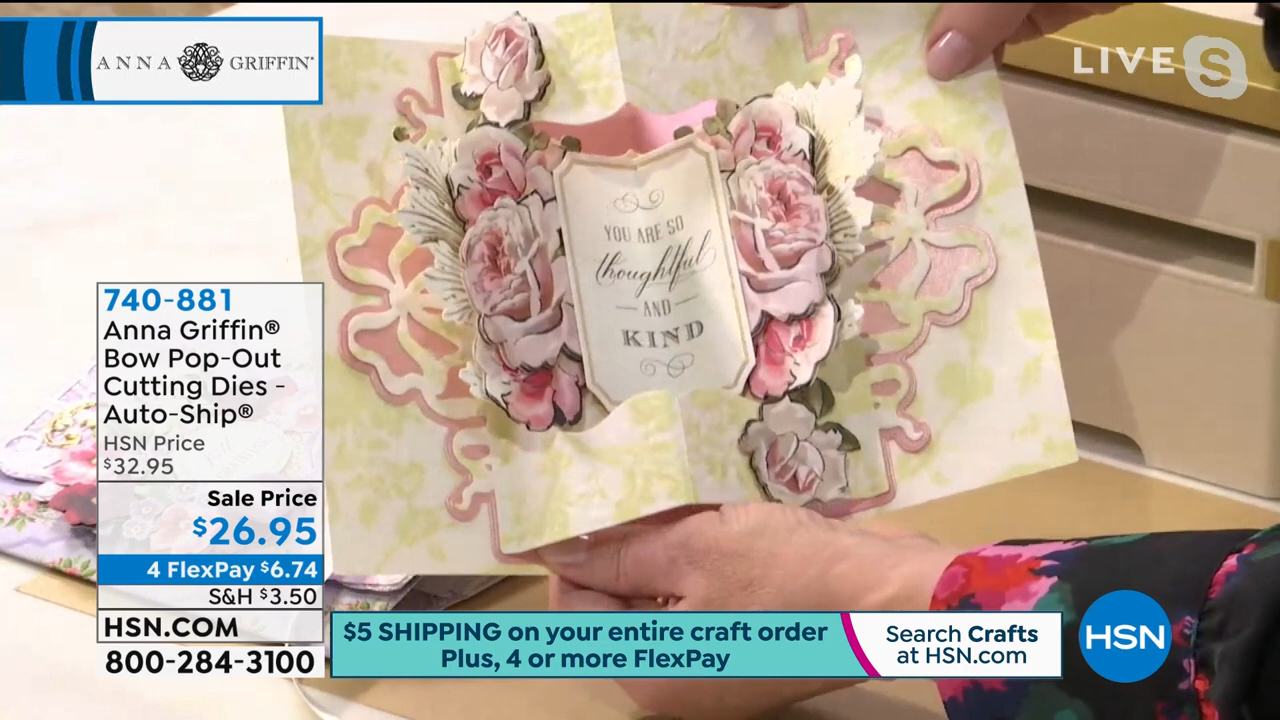 ANNA GRIFFIN®
LIVE S
YOU ARE SO
thoughtful
AND
KIND
740-881
Anna Griffin®
Bow Pop-Out
Cutting Dies -
Auto-Ship®
HSN Price
$32.95
Sale Price
$26.95
4 FlexPay $6.74
S&H $3.50
HSN.COM
800-284-3100
$5 SHIPPING on your entire craft order
Plus, 4 or more FlexPay
Search Crafts
at HSN.com
HSN